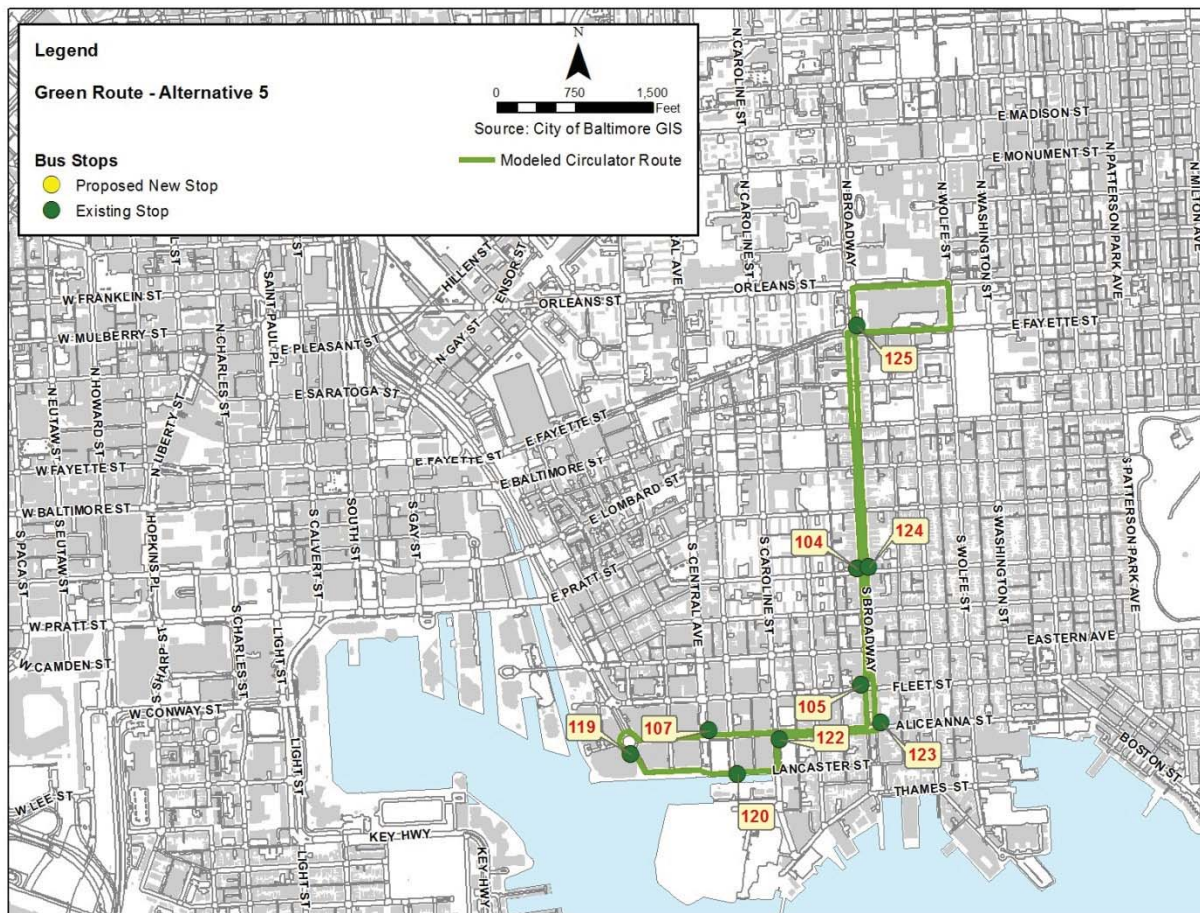 Legend
N
Green Route - Alternative 5
0 750 1,500
Feet
Source: City of Baltimore GIS
Bus Stops
Modeled Circulator Route
Proposed New Stop
Existing Stop
N CAROLINE ST
E MADISON ST
E MONUMENT ST
N PATTERSON PARK AVE
N CAROLINE ST
N BROADWAY
N WOLFE ST
N WASHINGTON ST
HILLEN ST
ENSOR ST
SAINT PAUL PL
W FRANKLIN ST
ORLEANS ST
ORLEANS ST
W MULBERRY ST
N CHARLES ST
E PLEASANT ST
N GAY ST
E FAYETTE ST
125
N HOWARD ST
N EUTAW ST
N LIBERTY ST
E SARATOGA ST
E FAYETTE ST
W FAYETTE ST
E FAYETTE ST
E BALTIMORE ST
W BALTIMORE ST
E LOMBARD ST
S PATTERSON PARK AVE
S PACA ST
S EUTAW ST
HOPKINS PL
S CALVERT ST
SOUTH ST
S GAY ST
104
124
S CENTRAL AVE
S CAROLINE ST
S BROADWAY
S WOLFE ST
S WASHINGTON ST
E PRATT ST
W PRATT ST
S SHARP ST
S CHARLES ST
LIGHT ST
EASTERN AVE
W CAMDEN ST
W CONWAY ST
105
FLEET ST
119
107
122
ALICEANNA ST
123
LANCASTER ST
BOSTON ST
LIGHT ST
THAMES ST
W LEE ST
120
KEY HWY
KEY HWY
LIGHT ST